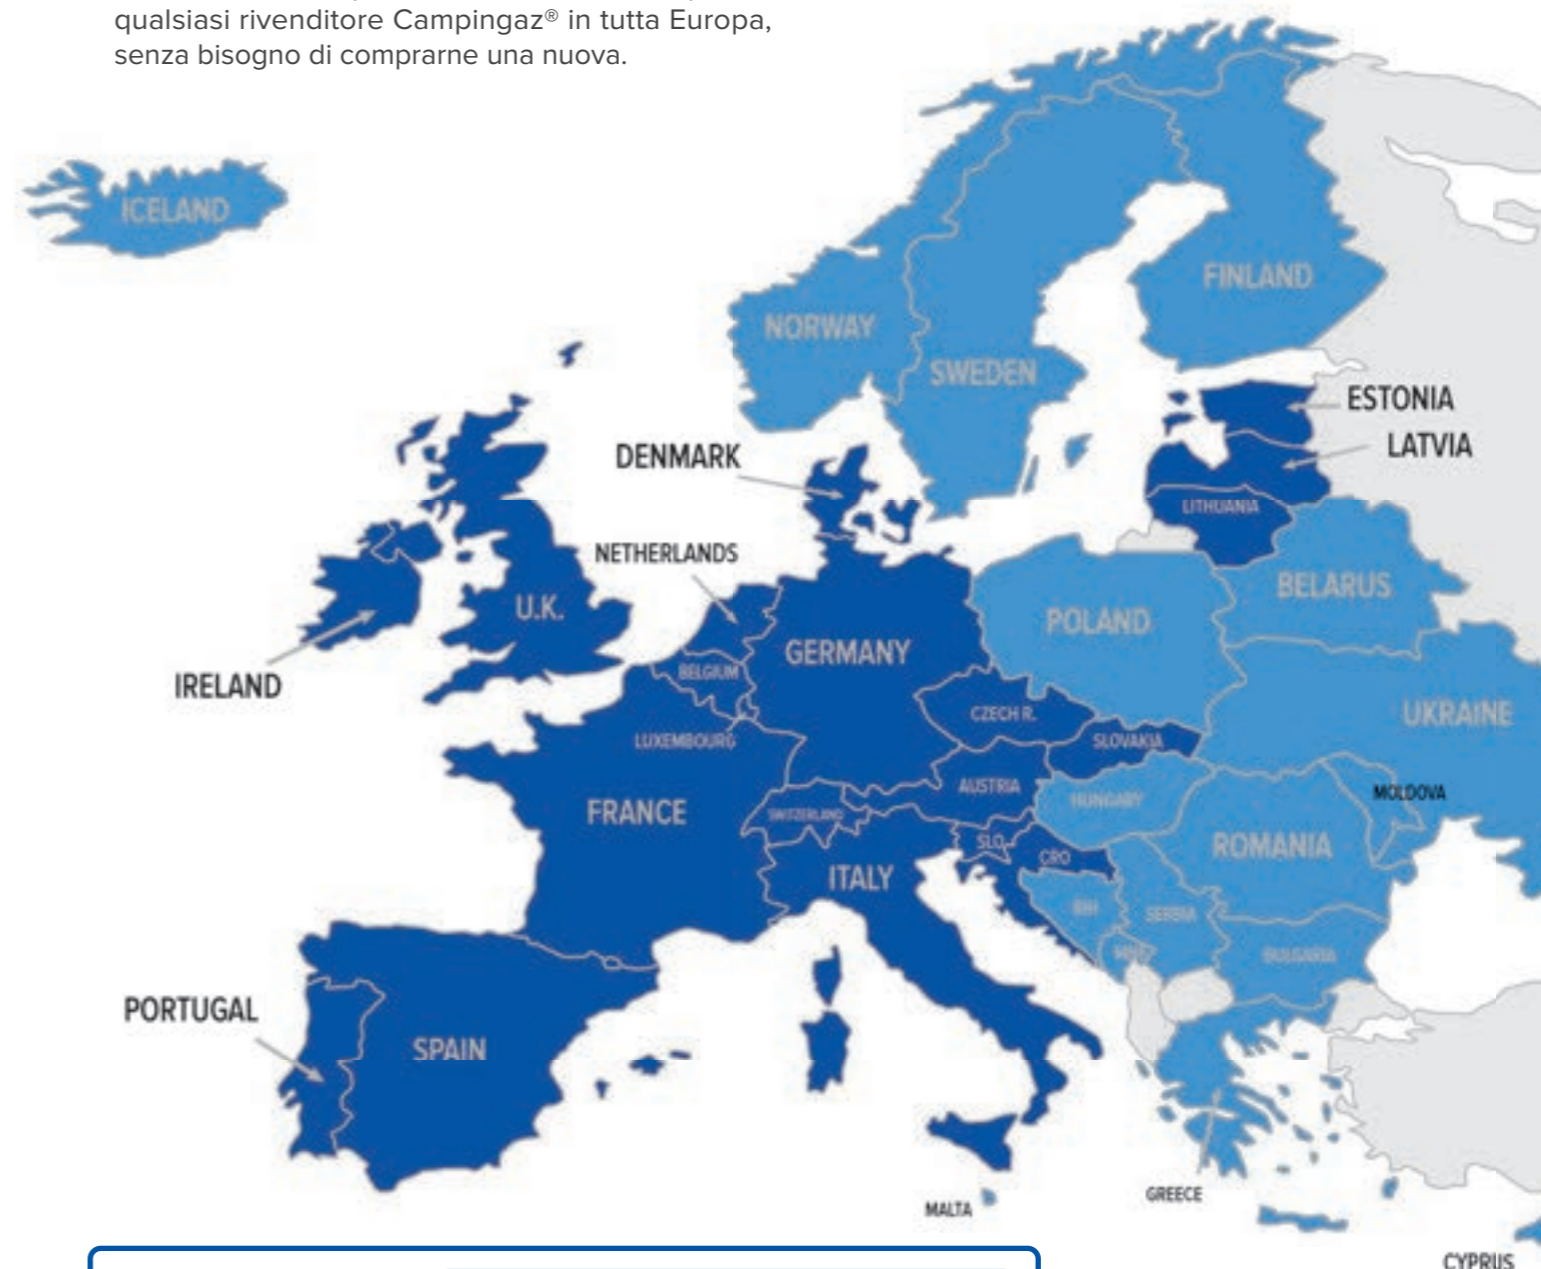 qualsiasi rivenditore Campingaz® in tutta Europa,
senza bisogno di comprarne una nuova.
ICELAND
FINLAND
NORWAY
SWEDEN
ESTONIA
LATVIA
DENMARK
LITHUANIA
NETHERLANDS
BELARUS
U.K.
POLAND
GERMANY
BELGIUM
IRELAND
CZECH R.
UKRAINE
LUXEMBOURG
SLOVAKIA
AUSTRIA
MOLDOVA
HUNGARY
FRANCE
SWITZERLAND
SLO
ROMANIA
CRO
ITALY
BIH
SERBIA
BULGARIA
PORTUGAL
SPAIN
GREECE
MALTA
CYPRUS